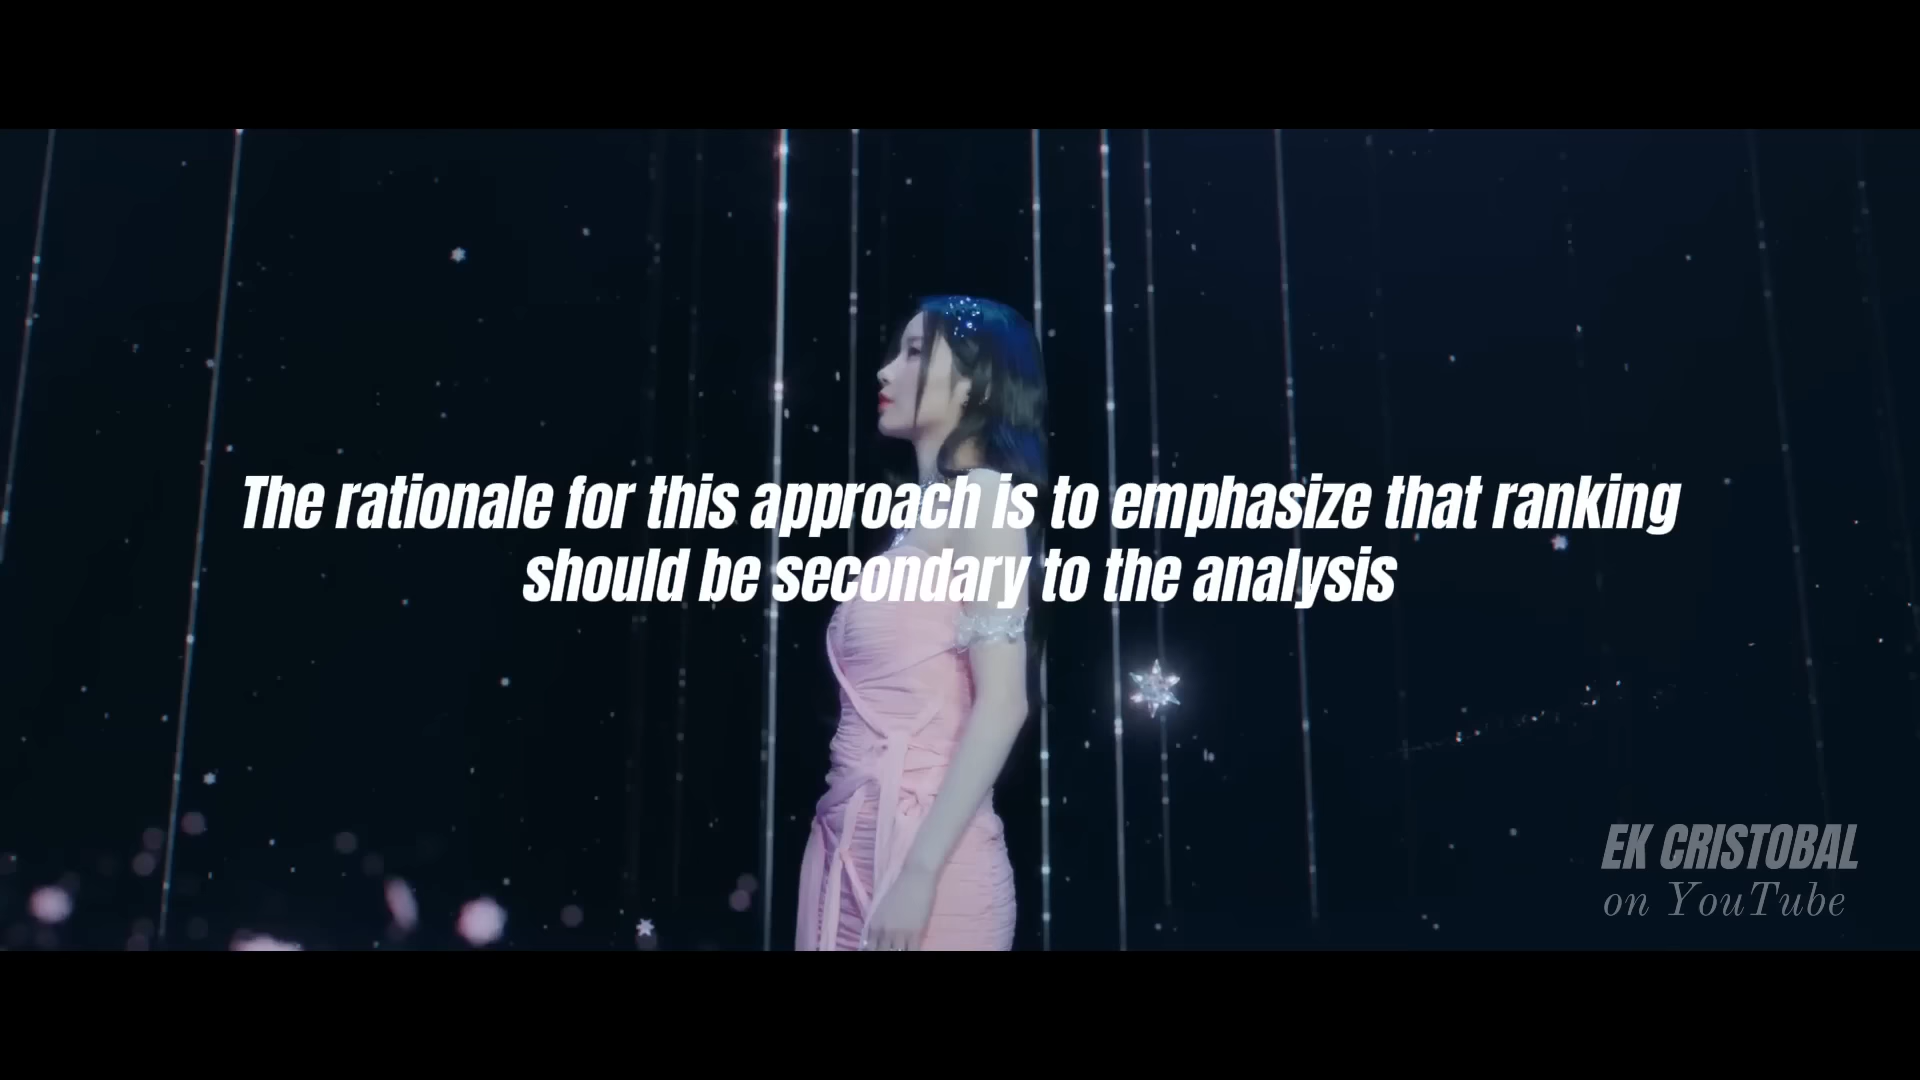 The rationale for this approach is to emphasize that ranking
should be secondary to the analysis
EK CRISTOBAL
on YouTube